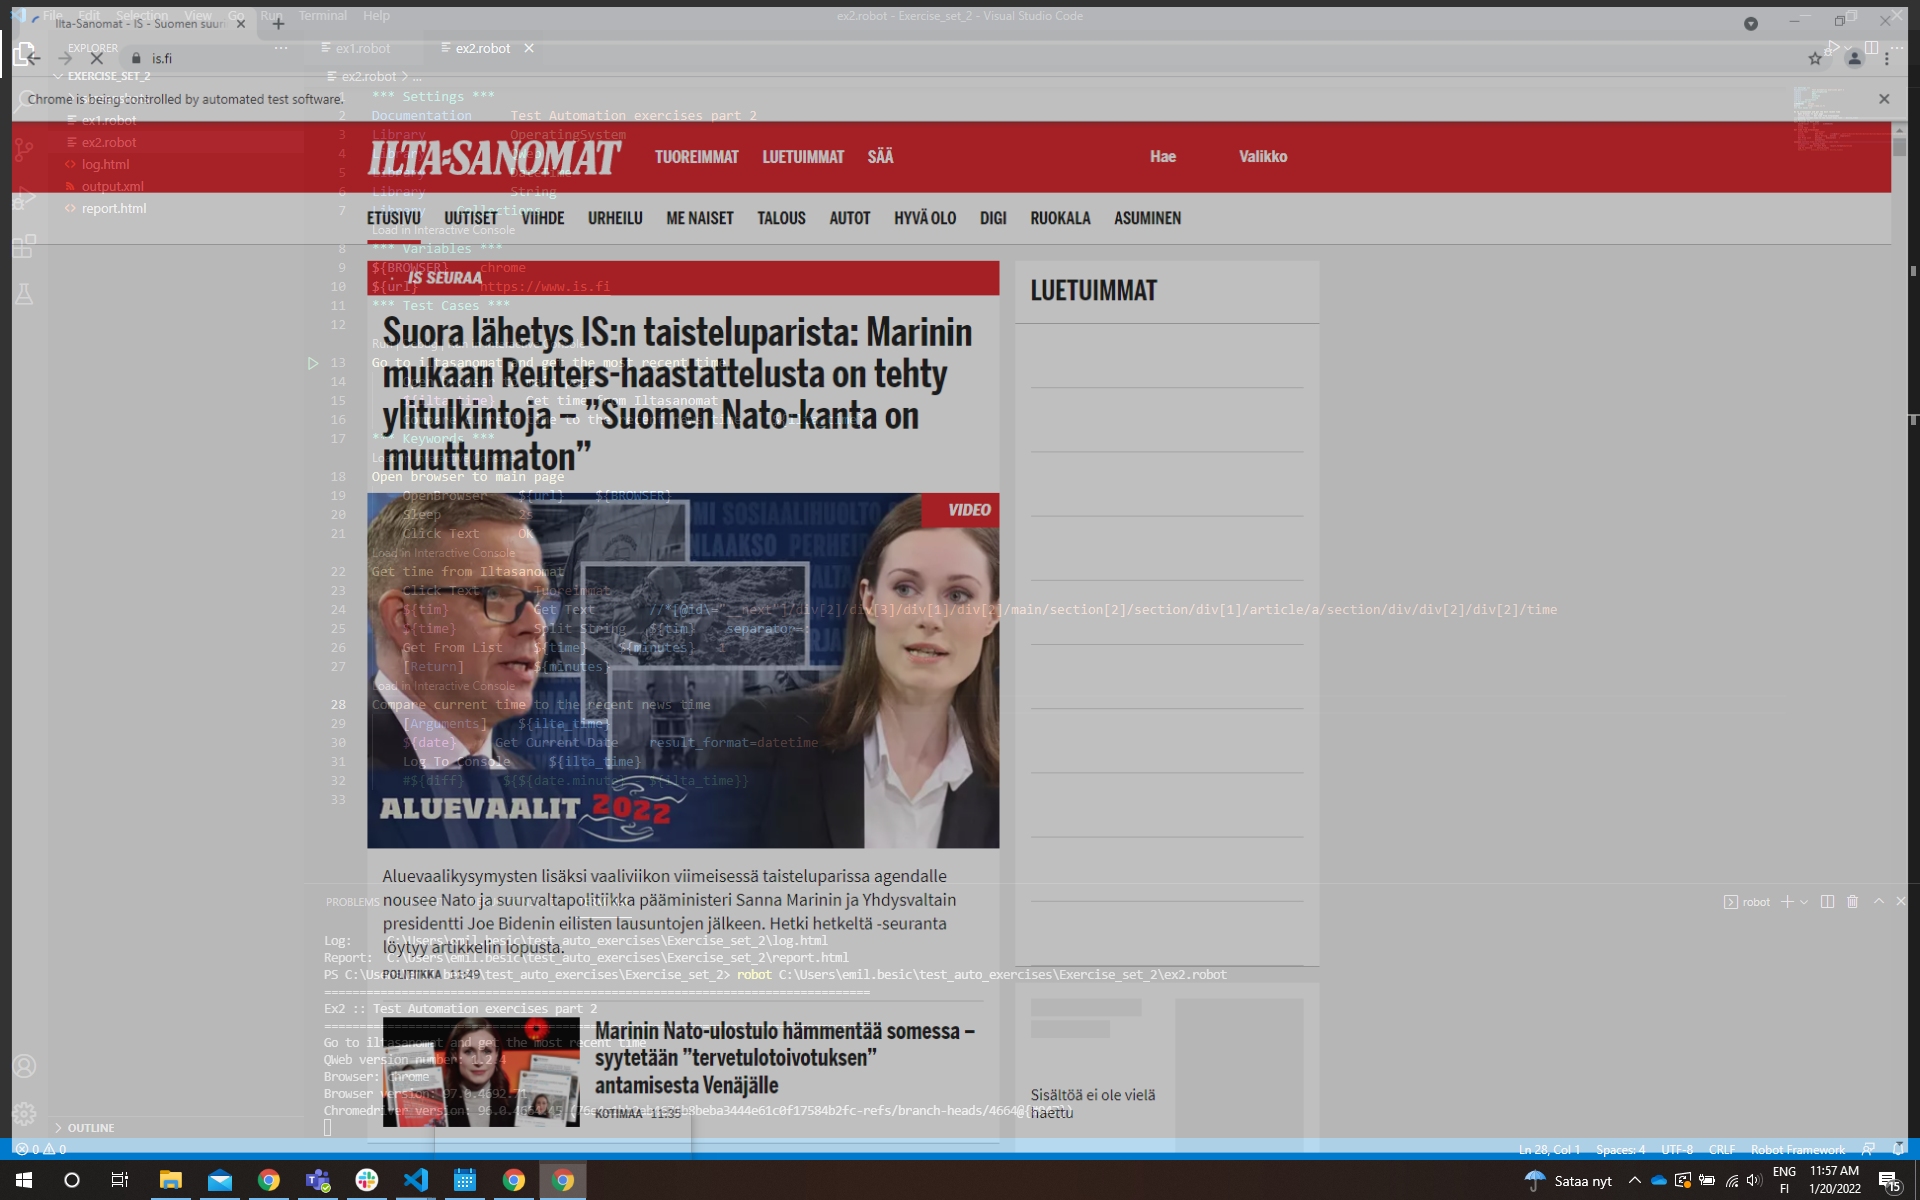 File Edit Selection View Go Run Terminal Help
ex2.robot - Exercise_set_2 - Visual Studio Code
Ilta-Sanomat - IS - Suomen suur
is.fi
EXPLORER
ex1.robot
ex2.robot
EXERCISE_SET_2
ex2.robot > ...
Chrome is being controlled by automated test software.
ex1.robot
ex2.robot
log.html
output.xml
report.html
ILTA-SANOMAT
TUOREIMMAT LUETUIMMAT SÄÄ
Hae
Valikko
ETUSIVU UUTISET VIIHDE URHEILU ME NAISET TALOUS AUTOT HYVÄ OLO DIGI RUOKALA ASUMINEN
1 *** Settings ***
2 Documentation Test Automation exercises part 2
3 Library OperatingSystem
4
5
6 Library String
7 Library Collections
Load in Interactive Console
8 *** Variables ***
9 ${BROWSER} chrome
10 ${url} https://www.is.fi
11 *** Test Cases ***
12
13 Go to iltasanomat and get the most recent time
14
15 ${ilta_time} Get time from Iltasanomat
16 Compare current time to the recent news time ${ilta_time}
17 *** Keywords ***
18 Open browser to main page
19 OpenBrowser ${url} ${BROWSER}
20 Sleep 2s
21 Click Text OK
Load in Interactive Console
22 Get time from Iltasanomat
23 Click Text Tuoreimmat
24 ${tim} Get Text //*[@id\="__next"]/div[2]/div[3]/div[1]/div[2]/main/section[2]/section/div[1]/article/a/section/div/div[2]/div[2]/time
25 ${time} Split String ${tim} separator=:
26 Get From List ${time} ${minutes} 1
27 [Return] ${minutes}
Load in Interactive Console
28 Compare current time to the recent news time
29 [Arguments] ${ilta_time}
30 ${date} Get Current Date result_format=datetime
31 Log To Console ${ilta_time}
32 #${diff} ${${date.minute} - ${ilta_time}}
33
IS SEURAA
Suora lähetys IS:n taisteluparista: Marinin
mukaan Reuters-haastattelusta on tehty
ylitulkintoja – ”Suomen Nato-kanta on
muuttumaton”
VIDEO
MI SOSIAALIHUOLTO
ALUEVAALIT 2022
Aluevaalikysymysten lisäksi vaaliviikon viimeisessä taisteluparissa agendalle
nousee Nato ja suurvaltapolitiikka pääministeri Sanna Marinin ja Yhdysvaltain
presidentti Joe Bidenin eilisten lausuntojen jälkeen. Hetki hetkeltä -seuranta
löytyy artikkelin lopusta.
POLITIIKKA 11:49
Marinin Nato-ulostulo hämmentää somessa –
syytetään ”tervetulotoivotuksen”
antamisesta Venäjälle
KOTIMAA 11:35
LUETUIMMAT
Sisältöä ei ole vielä
haettu
PROBLEMS
robot
Log: C:\Users\emil.besic\test_auto_exercises\Exercise_set_2\log.html
Report: C:\Users\emil.besic\test_auto_exercises\Exercise_set_2\report.html
PS C:\Users\emil.besic\test_auto_exercises\Exercise_set_2> robot C:\Users\emil.besic\test_auto_exercises\Exercise_set_2\ex2.robot
Ex2 :: Test Automation exercises part 2
Go to iltasanomat and get the most recent time
QWeb version number: 1.2.4
Browser: chrome
Browser version: 97.0.4692.71
Chromedriver version: 96.0.4664.45
OUTLINE
0 0
Ln 28, Col 1 Spaces: 4 UTF-8 CRLF Robot Framework
Sataa nyt
ENG
FI
11:57 AM
1/20/2022
15